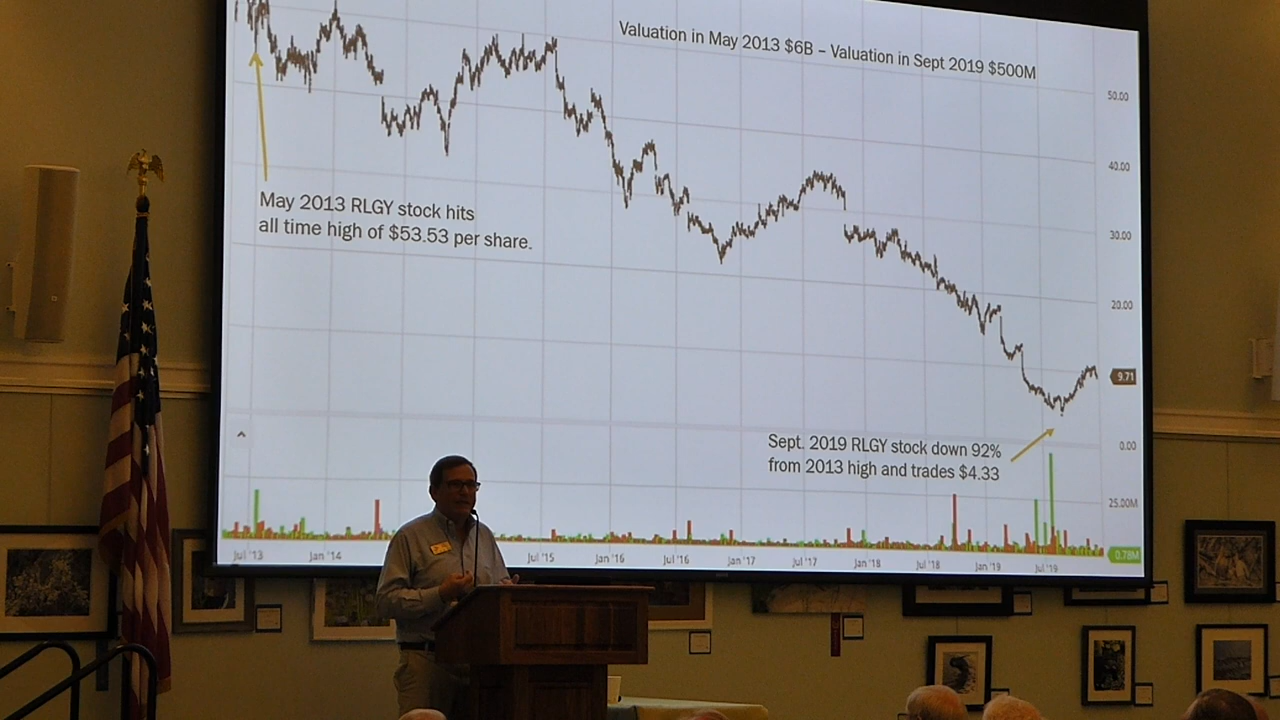 Valuation in May 2013 $6B – Valuation in Sept 2019 $500M
50.00
40.00
May 2013 RLGY stock hits
all time high of $53.53 per share.
30.00
20.00
9.71
Sept. 2019 RLGY stock down 92%
from 2013 high and trades $4.33
0.00
25.00M
0.78M
Jul '13
Jan '14
Jul '15
Jan '16
Jul '16
Jan '17
Jul '17
Jan '18
Jul '18
Jan '19
Jul '19